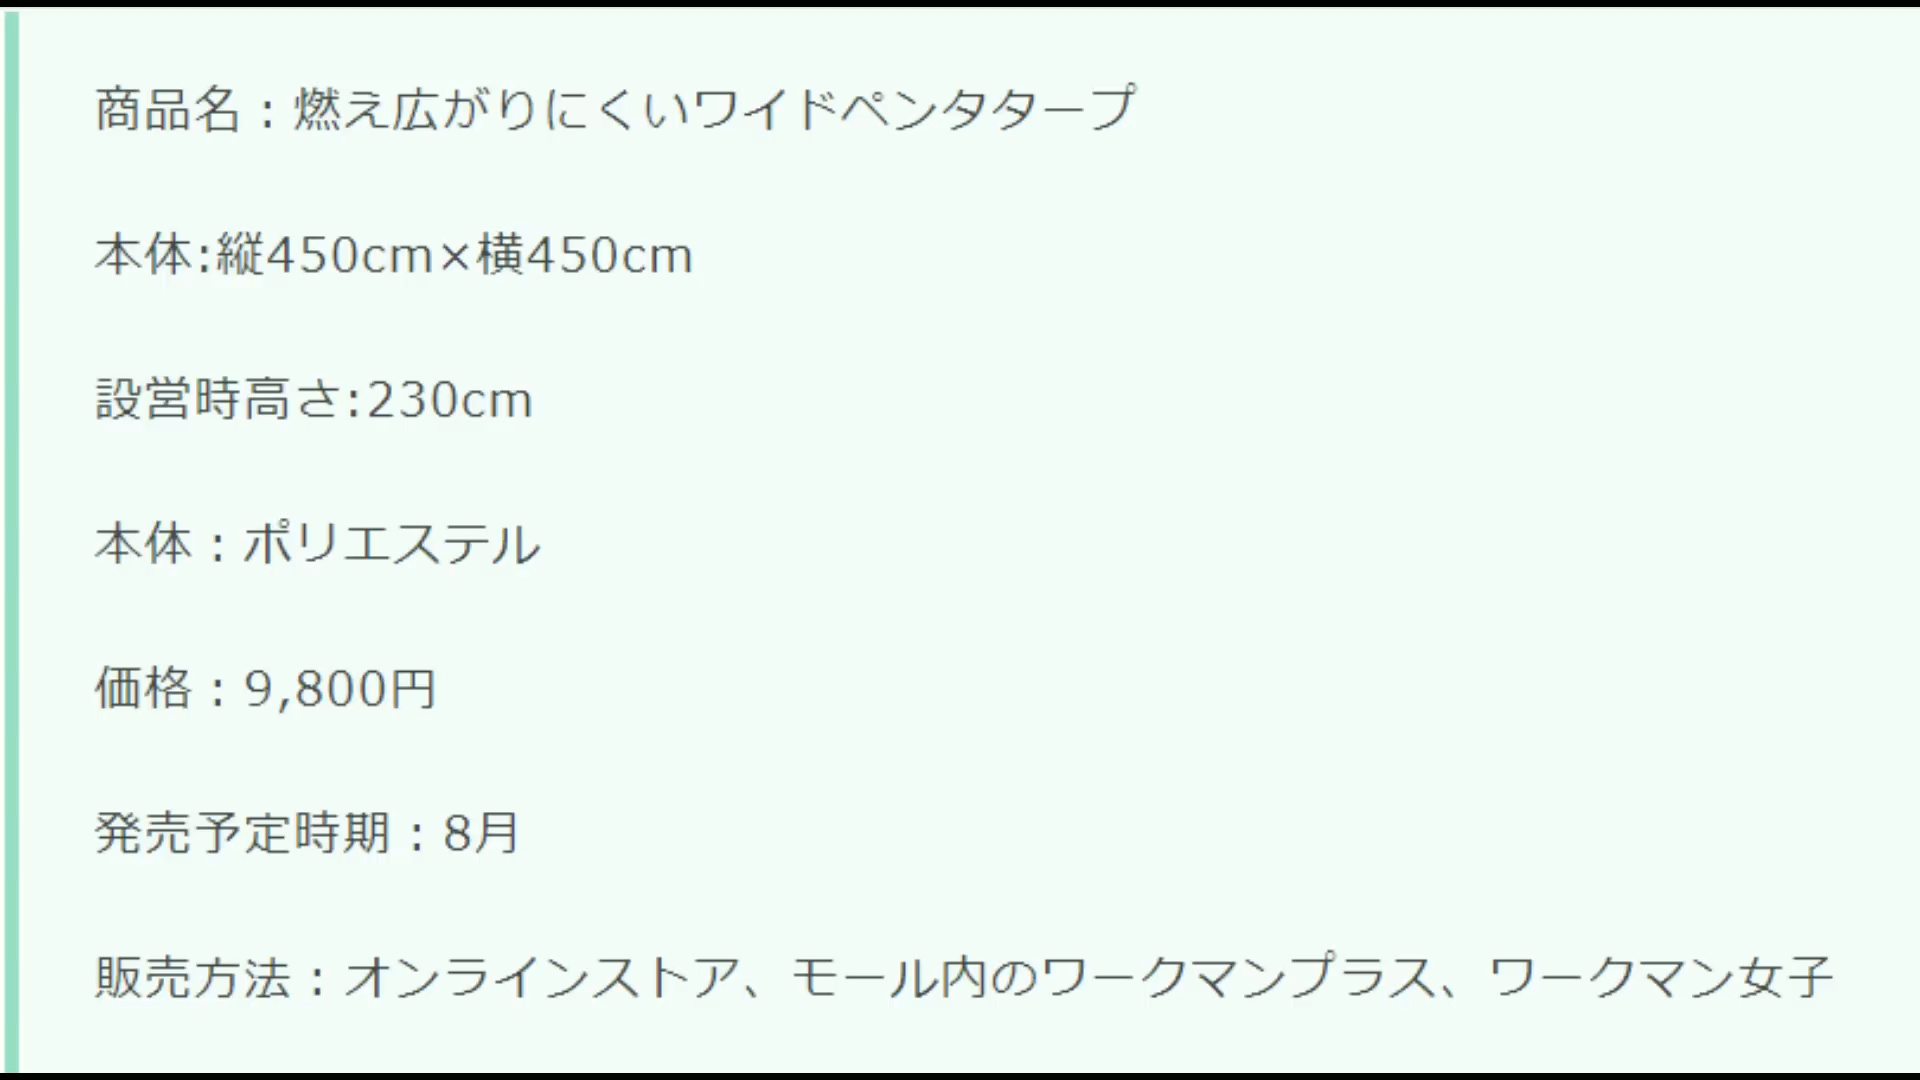 商品名：燃え広がりにくいワイドペンタタープ
本体:縦450cm×横450cm
設営時高さ:230cm
本体：ポリエステル
価格：9,800円
発売予定時期：8月
販売方法：オンラインストア、モール内のワークマンプラス、ワークマン女子